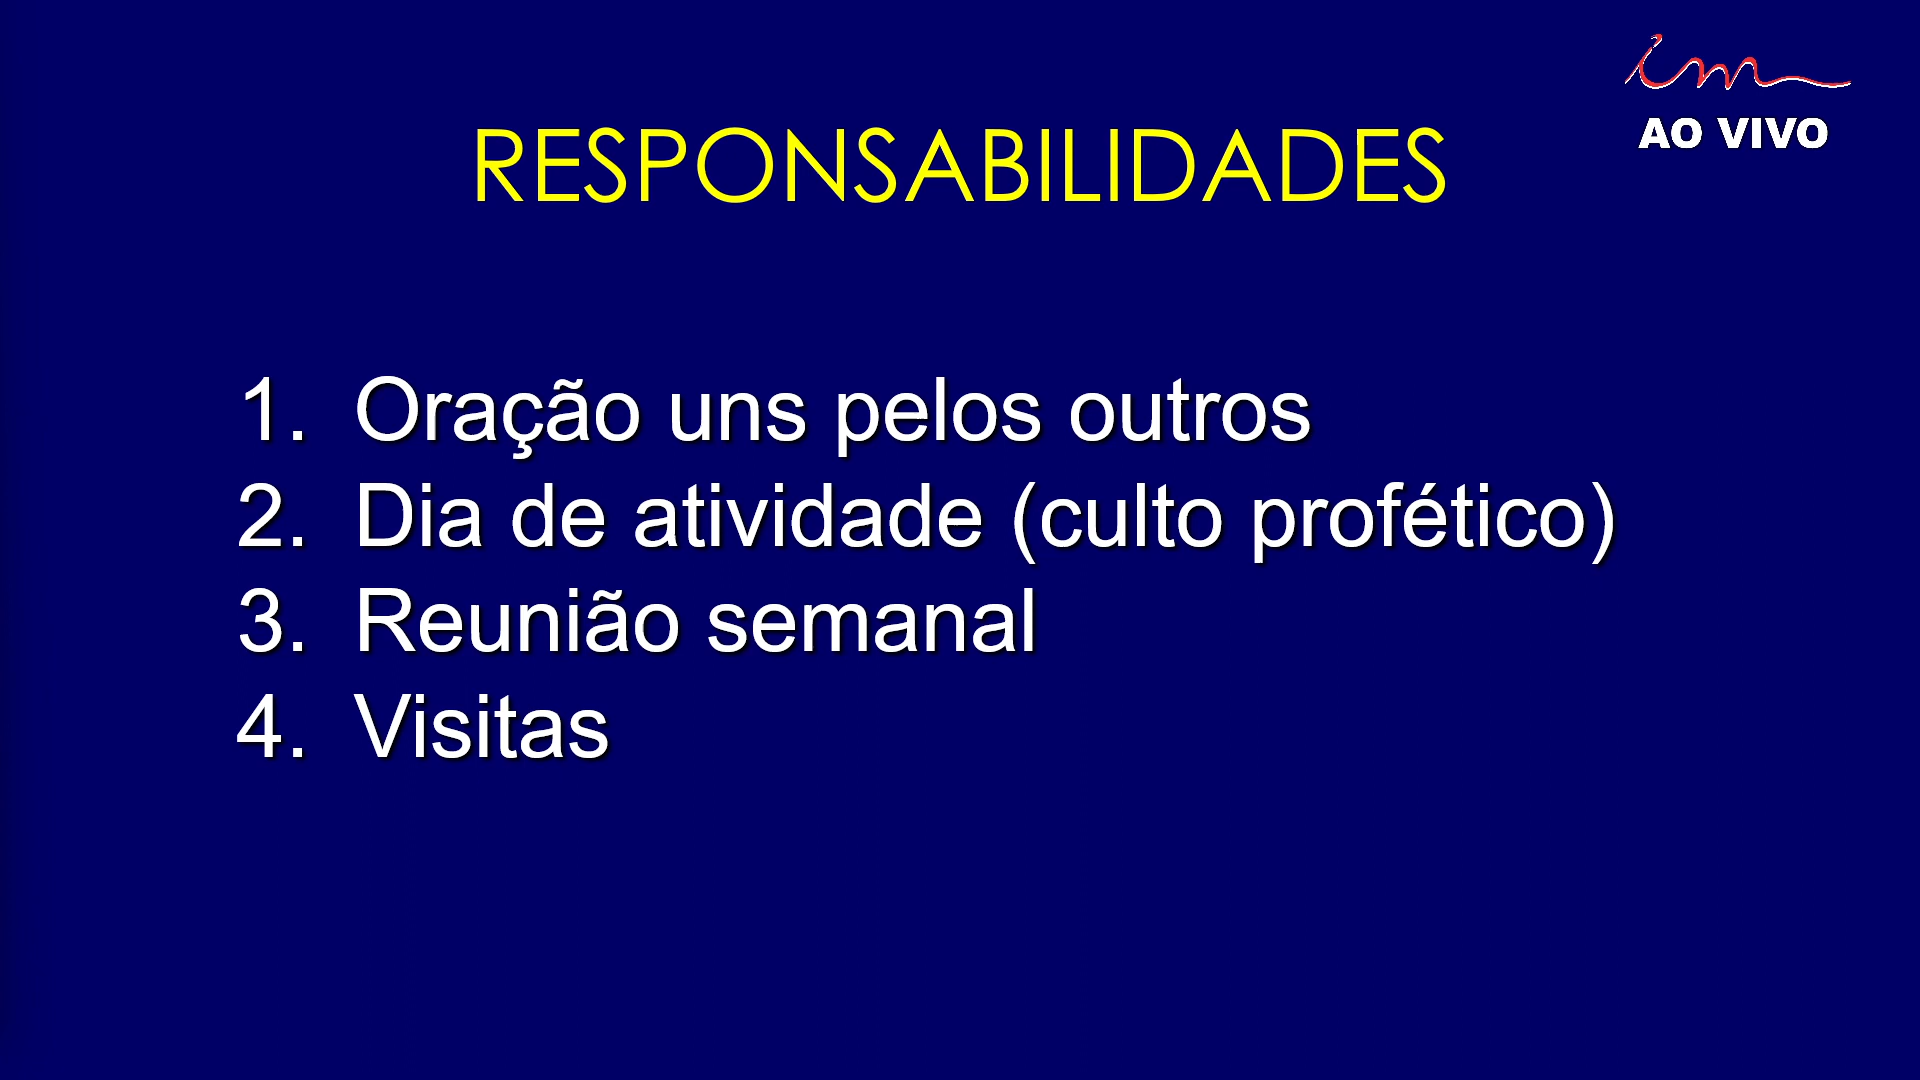 im
AO VIVO
RESPONSABILIDADES
1. Oração uns pelos outros
2. Dia de atividade (culto profético)
3. Reunião semanal
4. Visitas